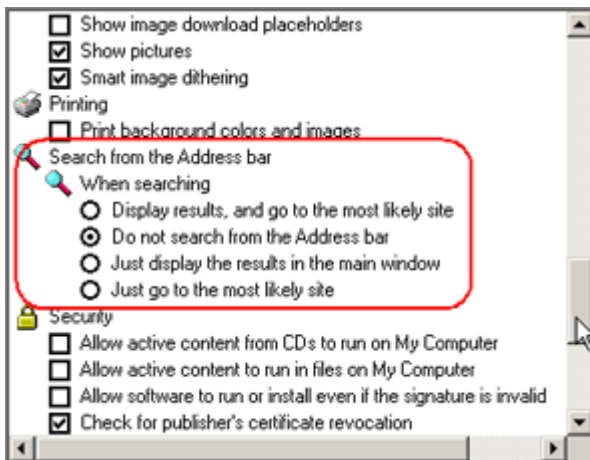 Show image download placeholders
Show pictures
Smart image dithering
Printing
Print background colors and images
Search from the Address bar
When searching
Display results, and go to the most likely site
Do not search from the Address bar
Just display the results in the main window
Just go to the most likely site
Security
Allow active content from CDs to run on My Computer
Allow active content to run in files on My Computer
Allow software to run or install even if the signature is invalid
Check for publisher's certificate revocation